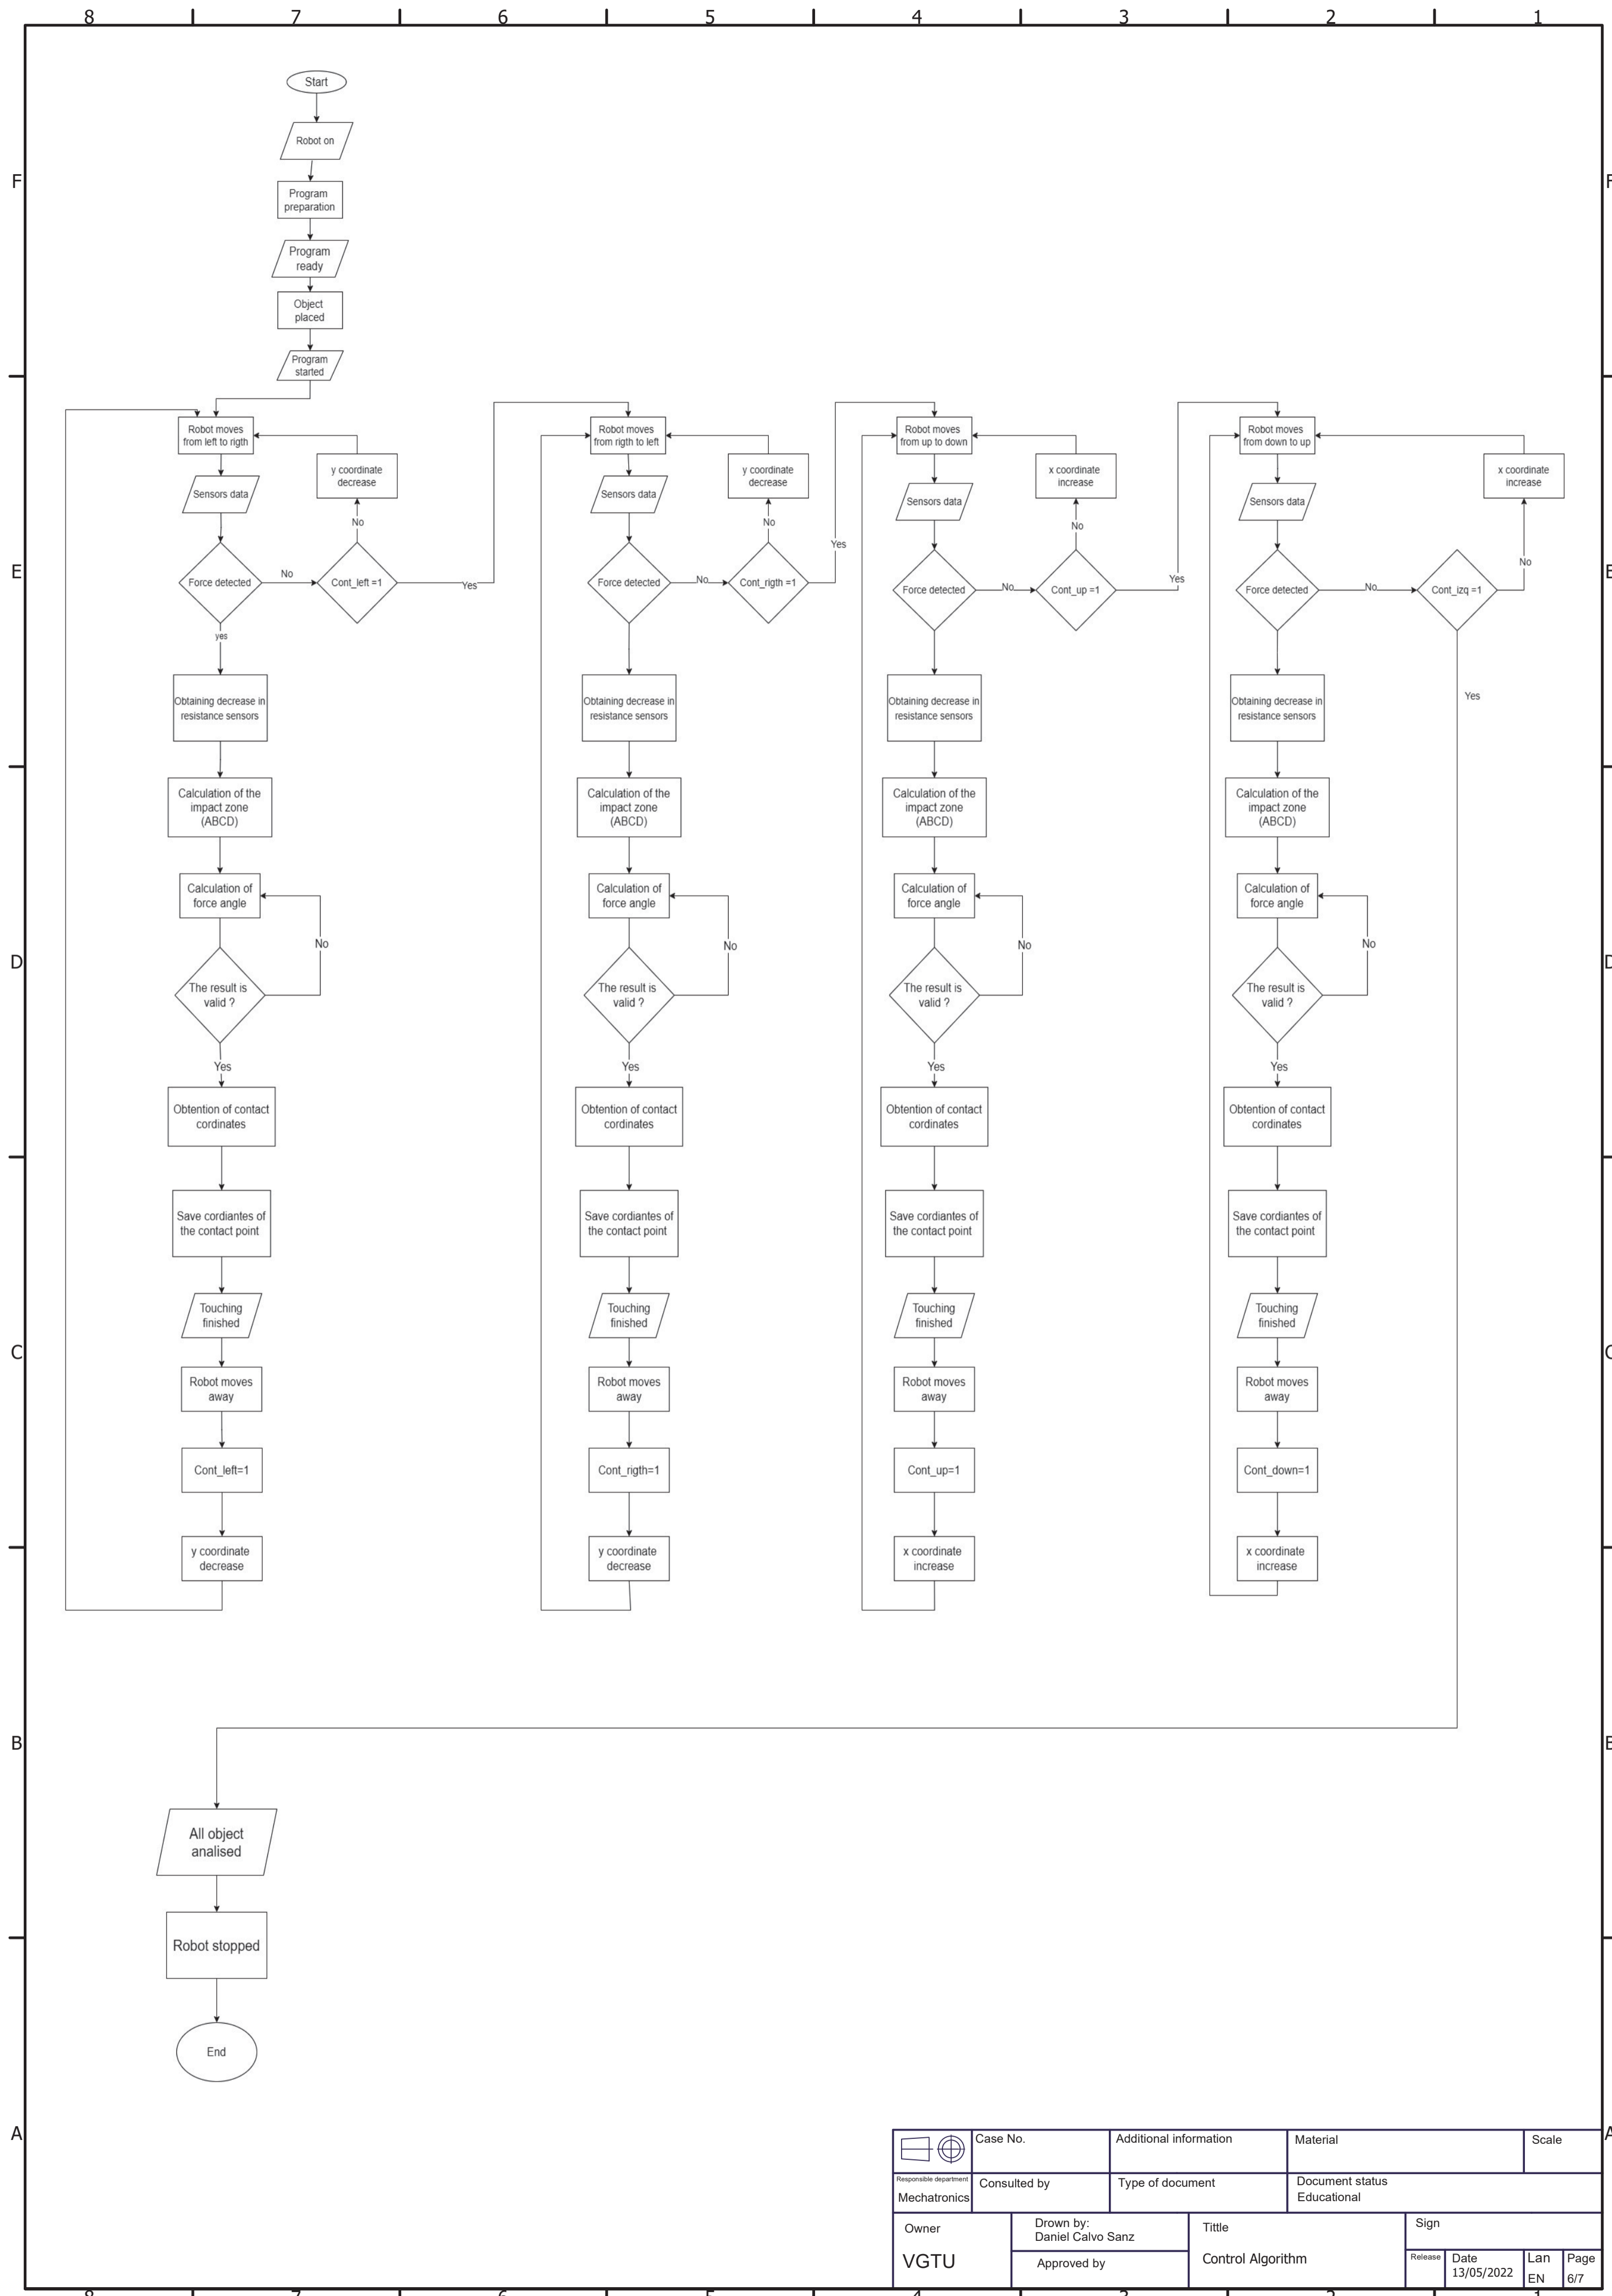 8 7 6 5 4 3 2 1
Start
Robot on
F
F
Program
preparation
Program
ready
Object
placed
Program
started
Robot moves
from left to rigth
y coordinate
decrease
Sensors data
No
Force detected
No
Cont_left =1
Yes
yes
Obtaining decrease in
resistance sensors
Calculation of the
impact zone
(ABCD)
Calculation of
force angle
No
The result is
valid ?
Yes
Obtention of contact
cordinates
Save cordiantes of
the contact point
Touching
finished
Robot moves
away
Cont_left=1
y coordinate
decrease
Robot moves
from rigth to left
y coordinate
decrease
Sensors data
No
Force detected
No
Cont_rigth =1
Yes
Obtaining decrease in
resistance sensors
Calculation of the
impact zone
(ABCD)
Calculation of
force angle
No
The result is
valid ?
Yes
Obtention of contact
cordinates
Save cordiantes of
the contact point
Touching
finished
Robot moves
away
Cont_rigth=1
y coordinate
decrease
Robot moves
from up to down
x coordinate
increase
Sensors data
No
Force detected
No
Cont_up =1
Yes
Obtaining decrease in
resistance sensors
Calculation of the
impact zone
(ABCD)
Calculation of
force angle
No
The result is
valid ?
Yes
Obtention of contact
cordinates
Save cordiantes of
the contact point
Touching
finished
Robot moves
away
Cont_up=1
x coordinate
increase
Robot moves
from down to up
x coordinate
increase
Sensors data
No
Force detected
No
Cont_izq =1
Yes
Obtaining decrease in
resistance sensors
Calculation of the
impact zone
(ABCD)
Calculation of
force angle
No
The result is
valid ?
Yes
Obtention of contact
cordinates
Save cordiantes of
the contact point
Touching
finished
Robot moves
away
Cont_down=1
x coordinate
increase
E
E
D
D
C
C
B
B
All object
analised
Robot stopped
End
A
A
Case No.
Additional information
Material
Scale
Responsible department
Mechatronics
Consulted by
Type of document
Document status
Educational
Owner
VGTU
Drown by:
Daniel Calvo Sanz
Approved by
Tittle
Control Algorithm
Sign
Release
Date
13/05/2022
Lan
EN
Page
6/7